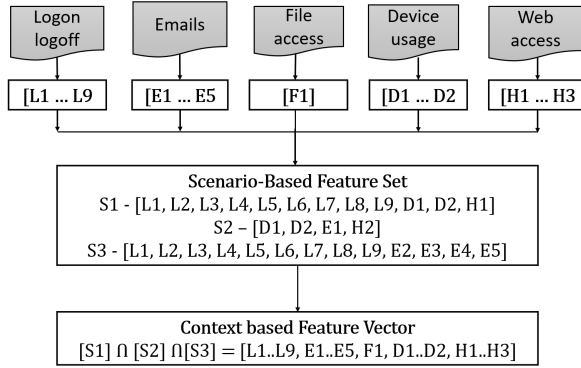 Logon logoff
Emails
File access
Device usage
Web access
[L1 ... L9
[E1 ... E5
[F1]
[D1 ... D2
[H1 ... H3
Scenario-Based Feature Set
S1 - [L1, L2, L3, L4, L5, L6, L7, L8, L9, D1, D2, H1]
S2 – [D1, D2, E1, H2]
S3 - [L1, L2, L3, L4, L5, L6, L7, L8, L9, E2, E3, E4, E5]
Context based Feature Vector
[S1] ∩ [S2] ∩[S3] = [L1..L9, E1..E5, F1, D1..D2, H1..H3]